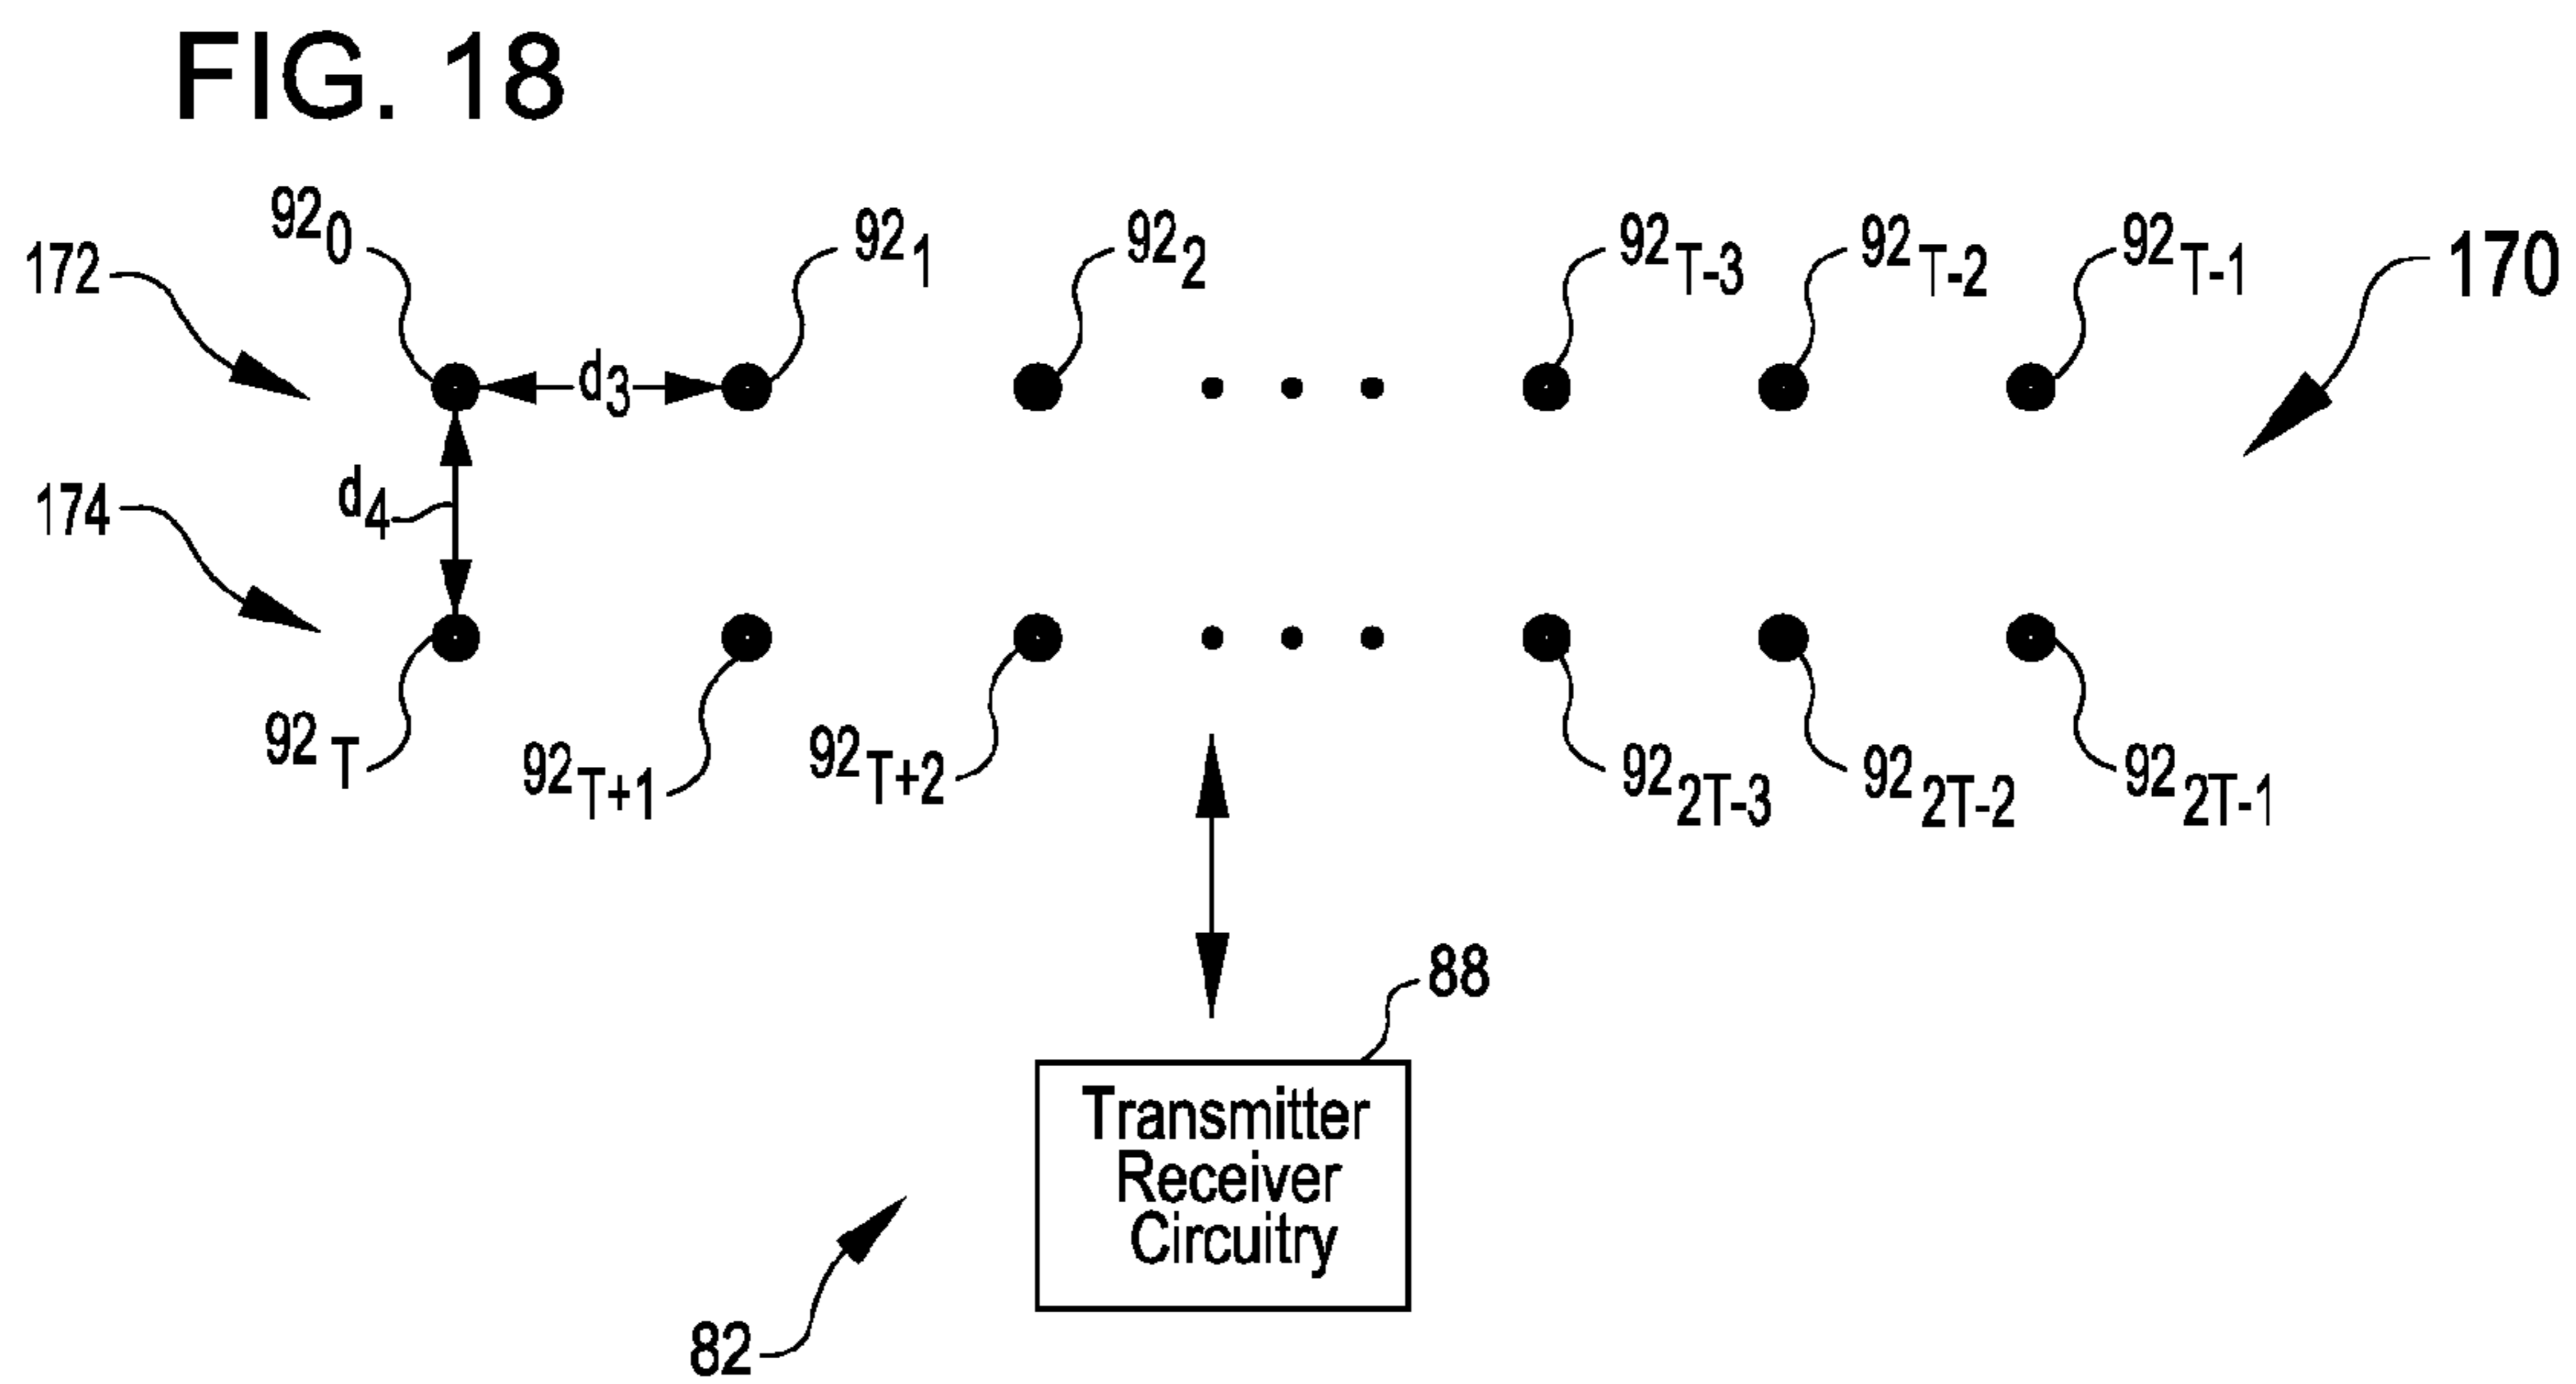 FIG. 18
92₀
92₁
92₂
92T-3
92T-2
92T-1
172
170
d₃
d₄
174
92T
92T+1
92T+2
92₂T-3
92₂T-2
92₂T-1
88
Transmitter
Receiver
Circuitry
82